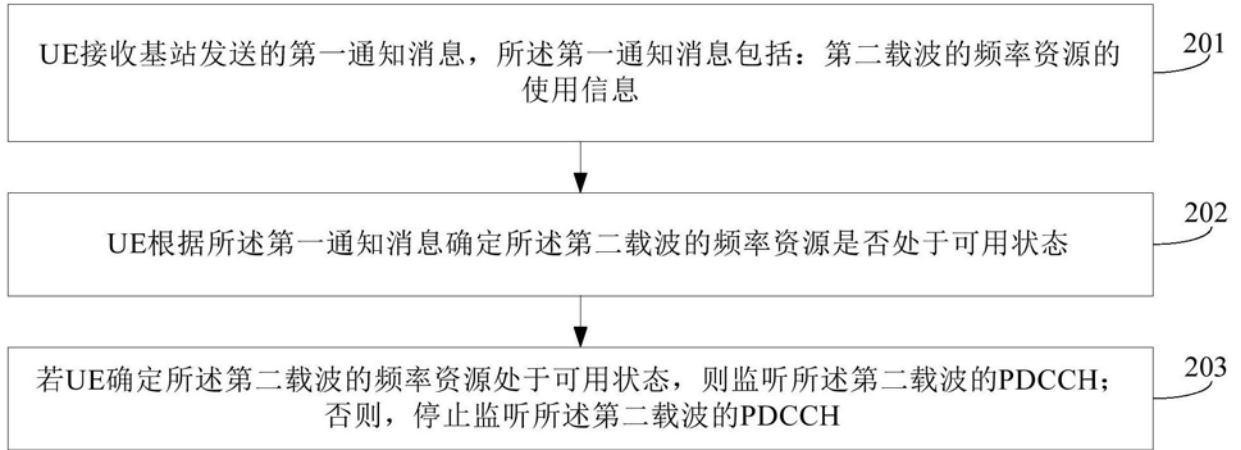 UE接收基站发送的第一通知消息，所述第一通知消息包括：第二载波的频率资源的
使用信息
201
UE根据所述第一通知消息确定所述第二载波的频率资源是否处于可用状态
202
若UE确定所述第二载波的频率资源处于可用状态，则监听所述第二载波的PDCCH；
否则，停止监听所述第二载波的PDCCH
203